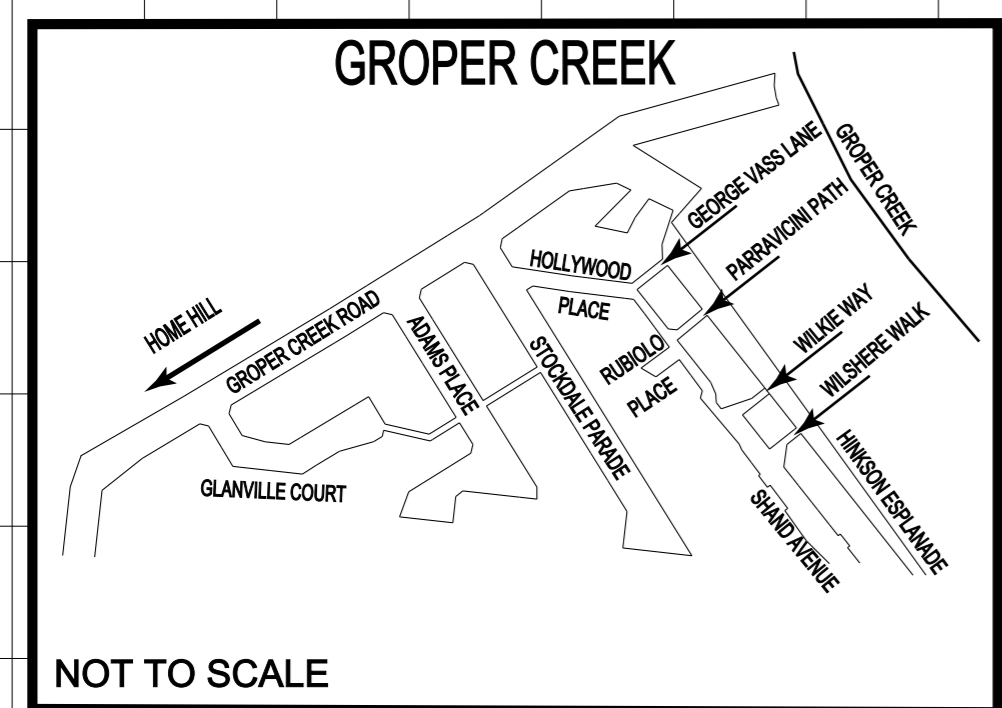 GROPER CREEK
GROPER CREEK
GEORGE VASS LANE
PARRAVICINI PATH
HOLLYWOOD
PLACE
HOME HILL
GROPER CREEK ROAD
ADAMS PLACE
STOCKDALE PARADE
RUBIOLO
PLACE
WILKIE WAY
WILSHERE WALK
GLANVILLE COURT
HINKSON ESPLANADE
SHAND AVENUE
NOT TO SCALE